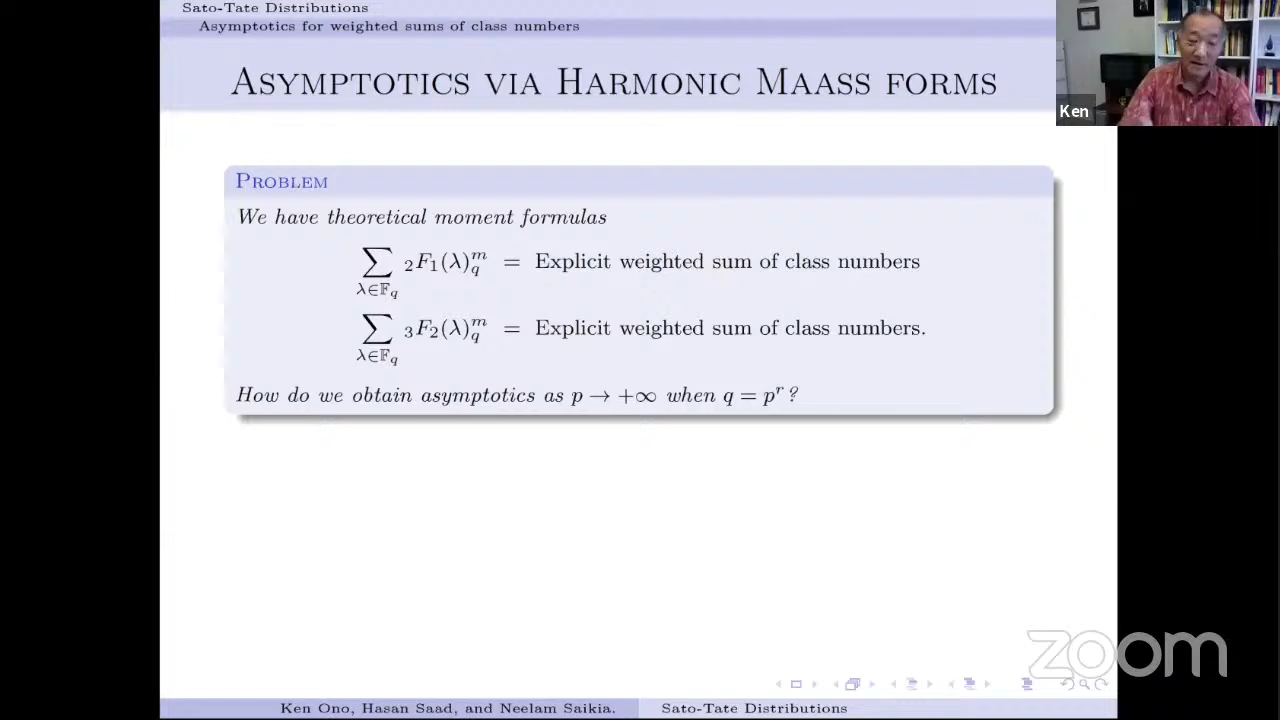 Sato-Tate Distributions
Asymptotics for weighted sums of class numbers
Asymptotics via Harmonic Maass forms
Ken
Problem
We have theoretical moment formulas
∑_{λ∈𝔽_q} ₂F₁(λ)_q^m = Explicit weighted sum of class numbers
∑_{λ∈𝔽_q} ₃F₂(λ)_q^m = Explicit weighted sum of class numbers.
How do we obtain asymptotics as p → +∞ when q = p^r ?
zoom
Ken Ono, Hasan Saad, and Neelam Saikia.
Sato-Tate Distributions